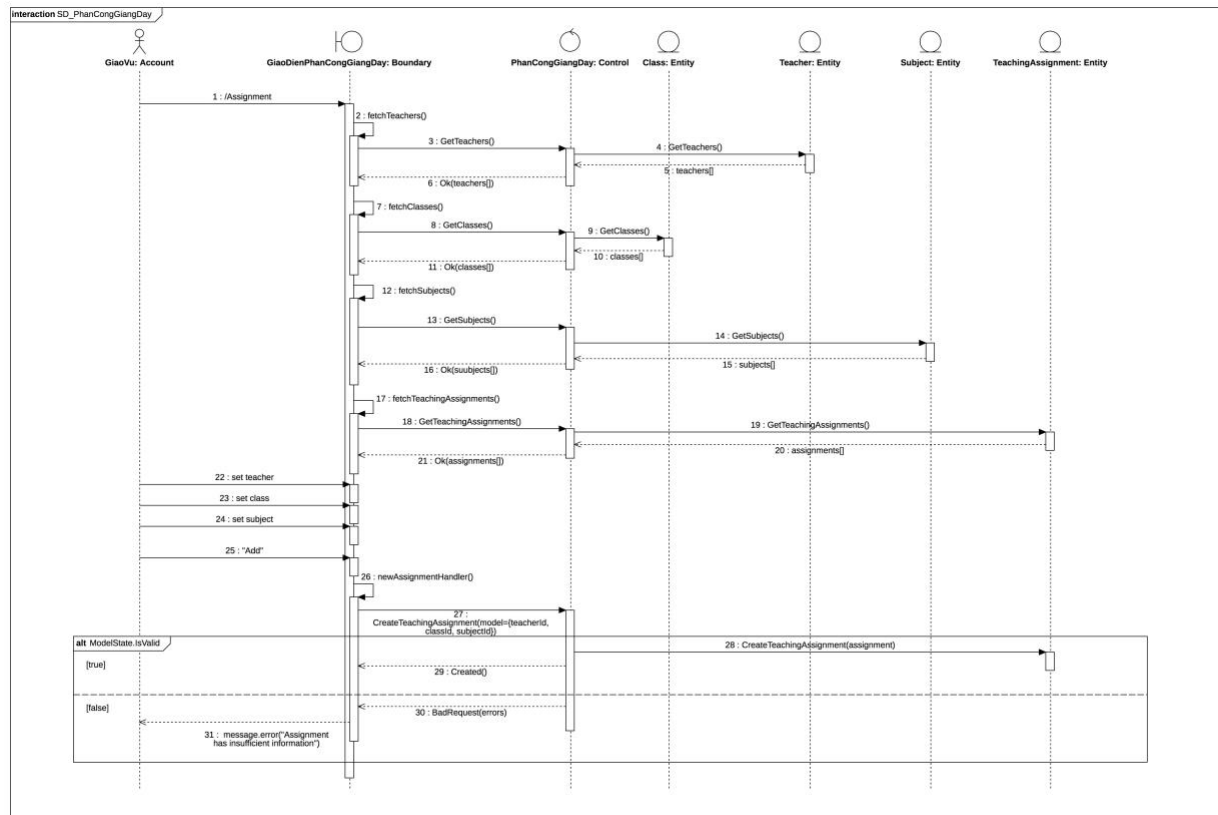 interaction SD_PhanCongGiangDay
GiaoVu: Account
GiaoDienPhanCongGiangDay: Boundary
PhanCongGiangDay: Control
Class: Entity
Teacher: Entity
Subject: Entity
TeachingAssignment: Entity
1 : /Assignment
2 : fetchTeachers()
3 : GetTeachers()
4 : GetTeachers()
5 : teachers[]
6 : Ok(teachers[])
7 : fetchClasses()
8 : GetClasses()
9 : GetClasses()
10 : classes[]
11 : Ok(classes[])
12 : fetchSubjects()
13 : GetSubjects()
14 : GetSubjects()
15 : subjects[]
16 : Ok(suubjects[])
17 : fetchTeachingAssignments()
18 : GetTeachingAssignments()
19 : GetTeachingAssignments()
20 : assignments[]
21 : Ok(assignments[])
22 : set teacher
23 : set class
24 : set subject
25 : "Add"
26 : newAssignmentHandler()
27 :
CreateTeachingAssignment(model={teacherId,
classId, subjectId})
alt ModelState.IsValid
28 : CreateTeachingAssignment(assignment)
[true]
29 : Created()
[false]
30 : BadRequest(errors)
31 : message.error("Assignment
has insufficient information")